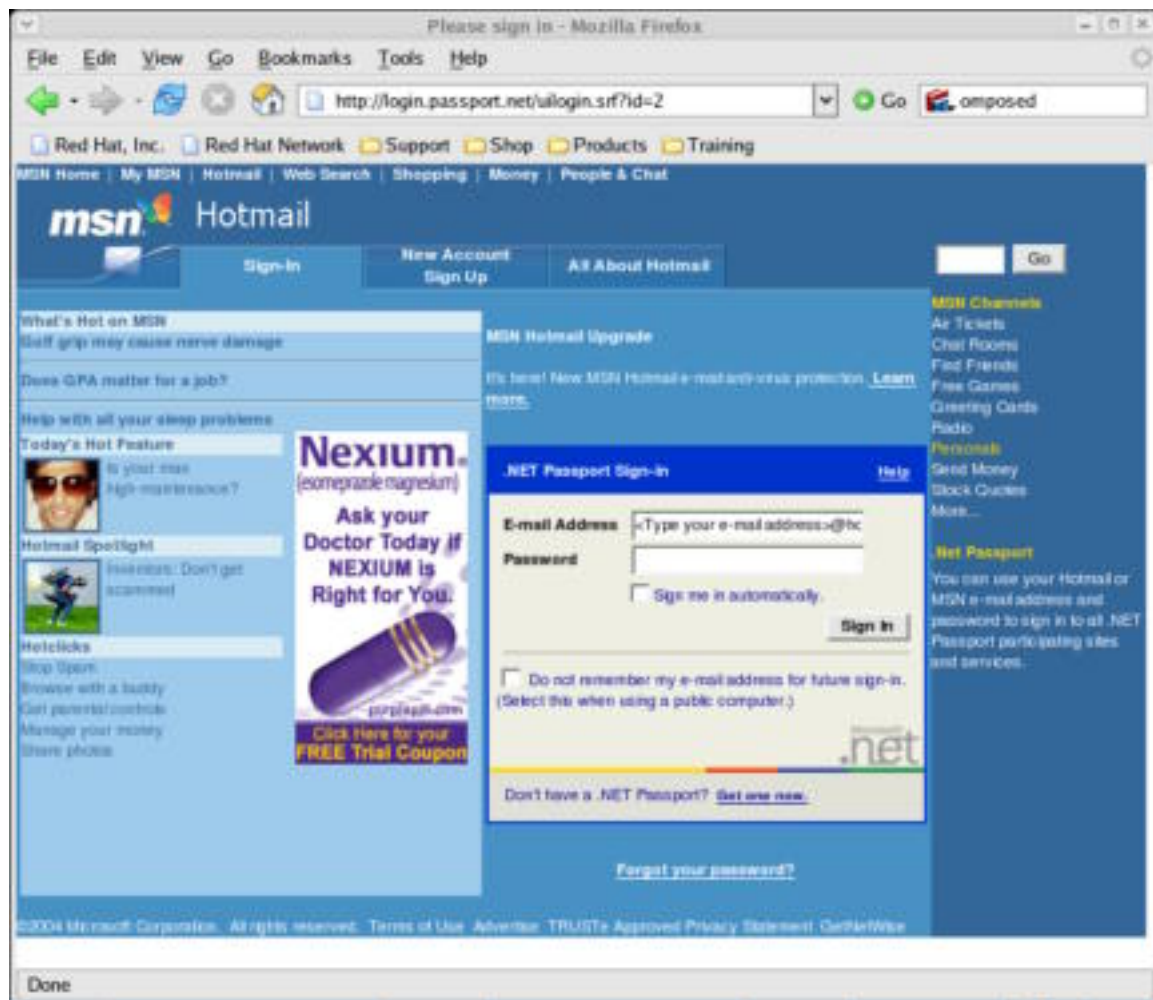 Please sign in - Mozilla Firefox
File Edit View Go Bookmarks Tools Help
http://login.passport.net/uilogin.srf?id=2 Go omposed
Red Hat, Inc. Red Hat Network Support Shop Products Training
MSN Home | My MSN | Hotmail | Web Search | Shopping | Money | People & Chat
msn Hotmail
Sign-In
New Account
Sign Up
All About Hotmail
Go
What's Hot on MSN
Golf grip may cause nerve damage
Does GPA matter for a job?
Help with all your sleep problems
Today's Hot Feature
Is your man
high-maintenance?
Hotmail Spotlight
Inventors: Don't get
scammed
Hotclicks
Stop Spam
Browse with a buddy
Get parental controls
Manage your money
Share photos
Nexium.
(esomeprazole magnesium)
Ask your
Doctor Today if
NEXIUM is
Right for You.
purplepill.com
Click Here for your
FREE Trial Coupon
MSN Hotmail Upgrade
It's here! New MSN Hotmail e-mail anti-virus protection. Learn
more.
.NET Passport Sign-in Help
E-mail Address <Type your e-mail address>@hc
Password
Sign me in automatically.
Sign In
Do not remember my e-mail address for future sign-in.
(Select this when using a public computer.)
.net
Don't have a .NET Passport? Get one now.
Forgot your password?
MSN Channels
Air Tickets
Chat Rooms
Find Friends
Free Games
Greeting Cards
Radio
Personals
Send Money
Stock Quotes
More...
.Net Passport
You can use your Hotmail or
MSN e-mail address and
password to sign in to all .NET
Passport participating sites
and services.
©2004 Microsoft Corporation. All rights reserved. Terms of Use Advertise TRUSTe Approved Privacy Statement GetNetWise
Done